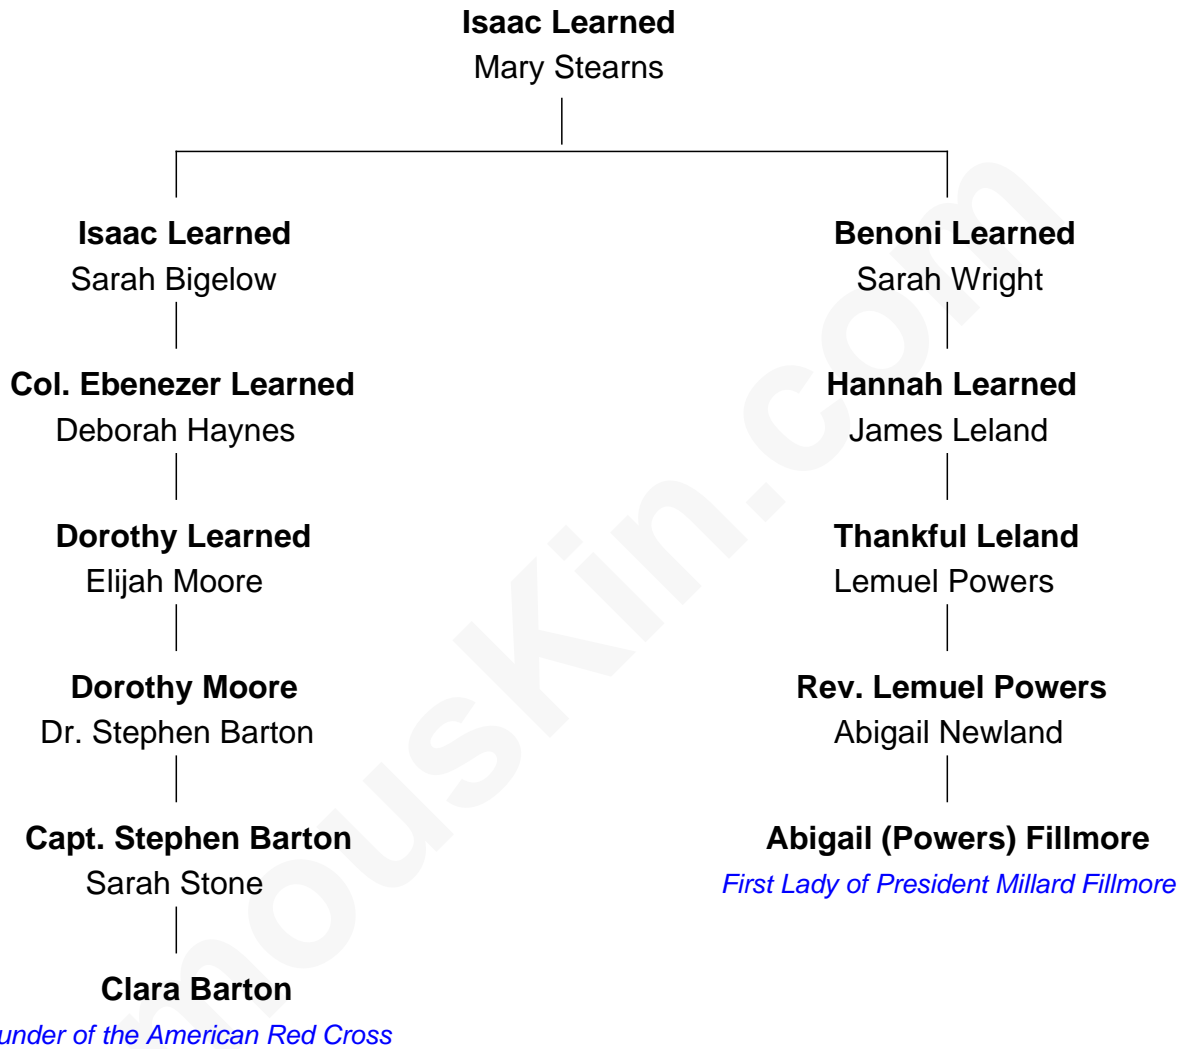 Isaac Learned
Mary Stearns
Isaac Learned
Sarah Bigelow
Benoni Learned
Sarah Wright
Col. Ebenezer Learned
Deborah Haynes
Hannah Learned
James Leland
Dorothy Learned
Elijah Moore
Thankful Leland
Lemuel Powers
Dorothy Moore
Dr. Stephen Barton
Rev. Lemuel Powers
Abigail Newland
Capt. Stephen Barton
Sarah Stone
Abigail (Powers) Fillmore
First Lady of President Millard Fillmore
Clara Barton
under of the American Red Cross
mousKin.com